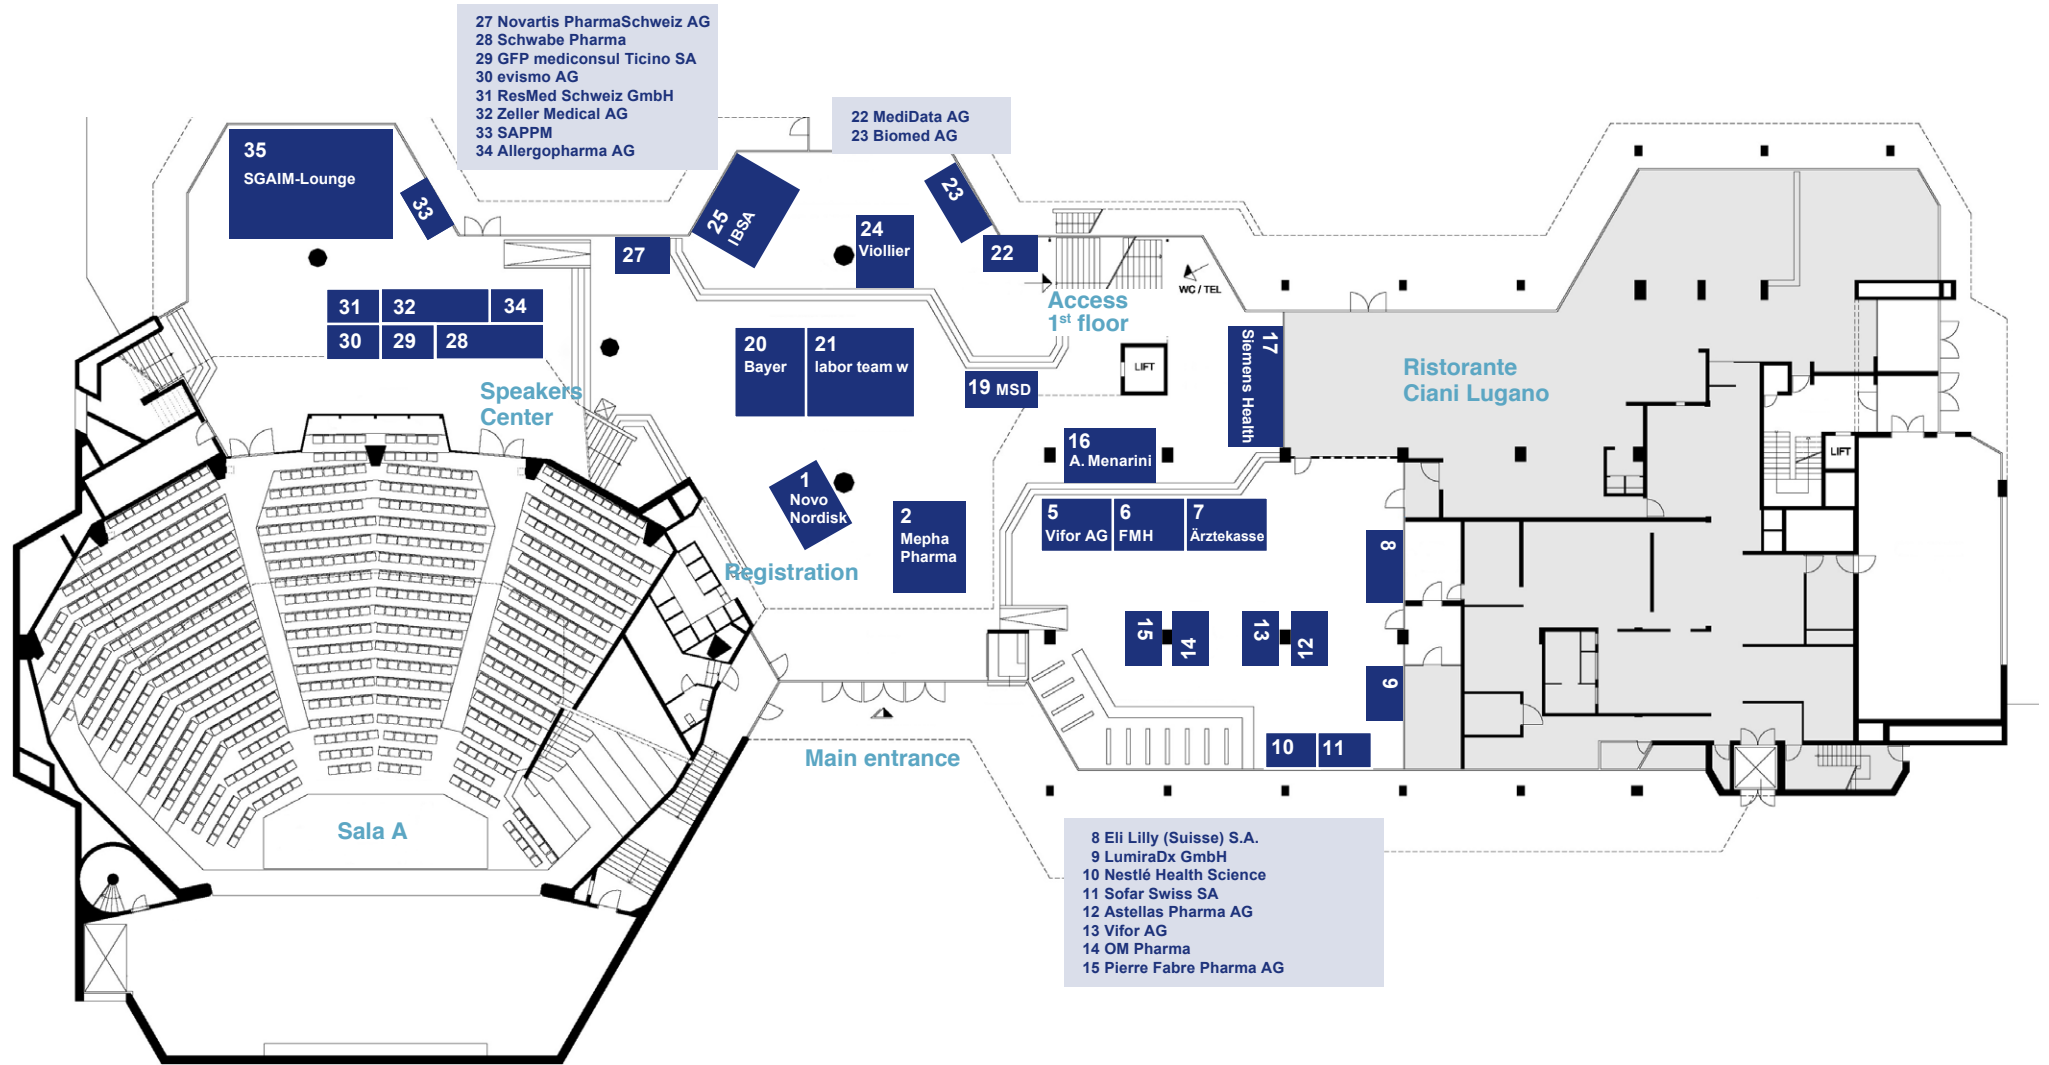 27 Novartis PharmaSchweiz AG
28 Schwabe Pharma
29 GFP mediconsul Ticino SA
30 evismo AG
31 ResMed Schweiz GmbH
32 Zeller Medical AG
33 SAPPM
34 Allergopharma AG
22 MediData AG
23 Biomed AG
35
SGAIM-Lounge
33
27
25
IBSA
24
Viollier
23
22
WC / TEL
Access
1st floor
31
32
34
30
29
28
20
Bayer
21
labor team w
19 MSD
LIFT
17
Siemens Health
Ristorante
Ciani Lugano
Speakers
Center
16
A. Menarini
LIFT
1
Novo
Nordisk
2
Mepha
Pharma
5
Vifor AG
6
FMH
7
Ärztekasse
8
Registration
15
14
13
12
9
10
11
Main entrance
Sala A
8 Eli Lilly (Suisse) S.A.
9 LumiraDx GmbH
10 Nestlé Health Science
11 Sofar Swiss SA
12 Astellas Pharma AG
13 Vifor AG
14 OM Pharma
15 Pierre Fabre Pharma AG